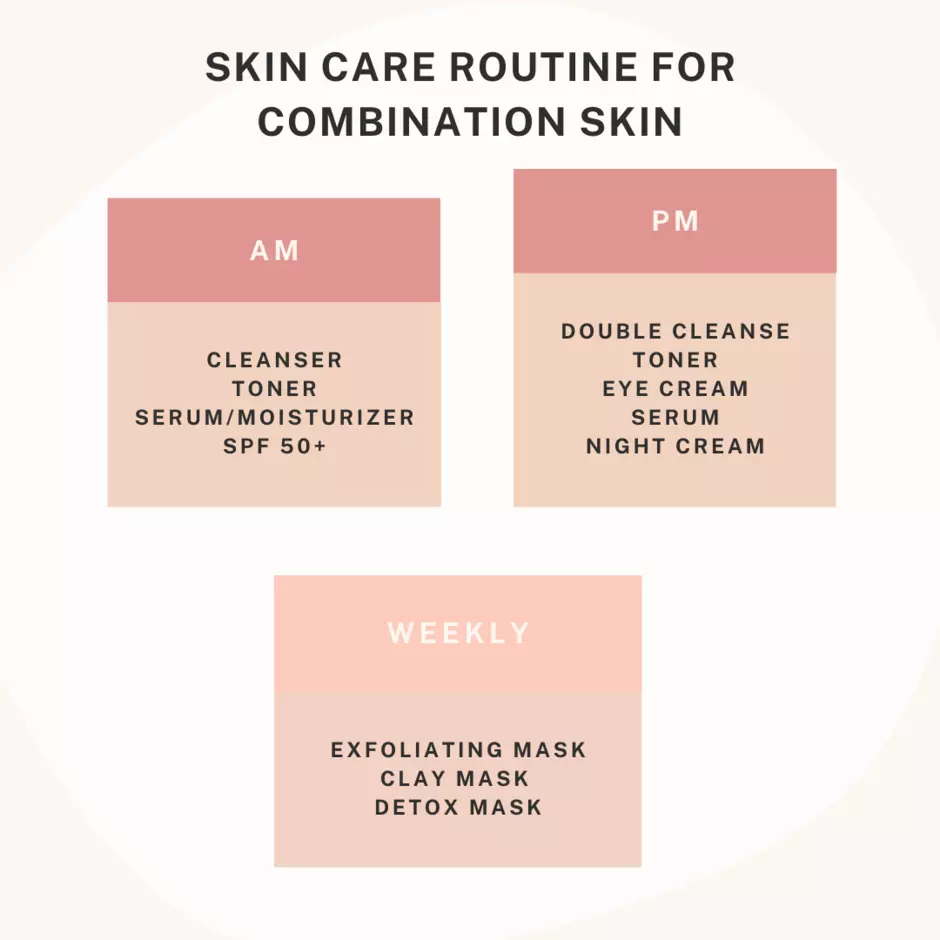 SKIN CARE ROUTINE FOR
COMBINATION SKIN
AM
CLEANSER
TONER
SERUM/MOISTURIZER
SPF 50+
PM
DOUBLE CLEANSE
TONER
EYE CREAM
SERUM
NIGHT CREAM
WEEKLY
EXFOLIATING MASK
CLAY MASK
DETOX MASK